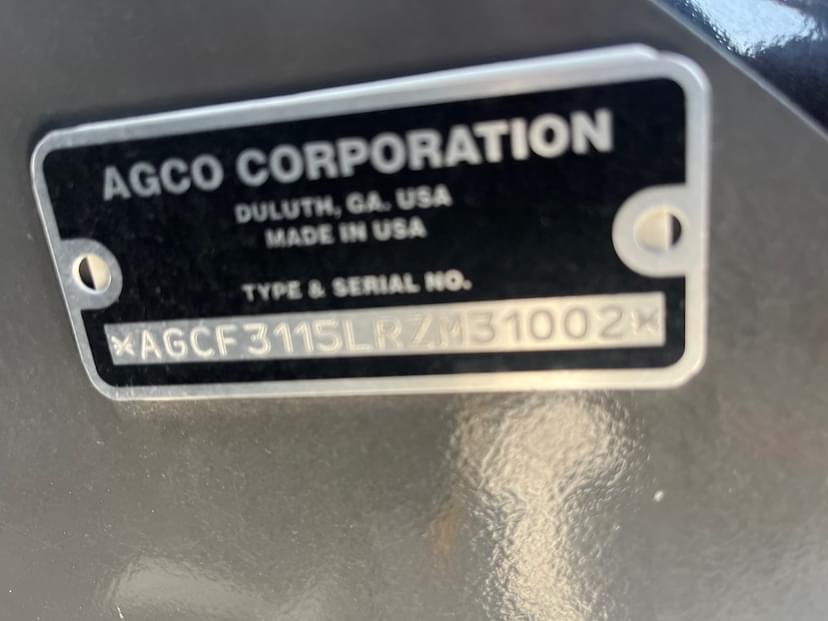 AGCO CORPORATION
DULUTH, GA. USA
MADE IN USA
TYPE & SERIAL NO.
*AGCF3115LRZM31002*